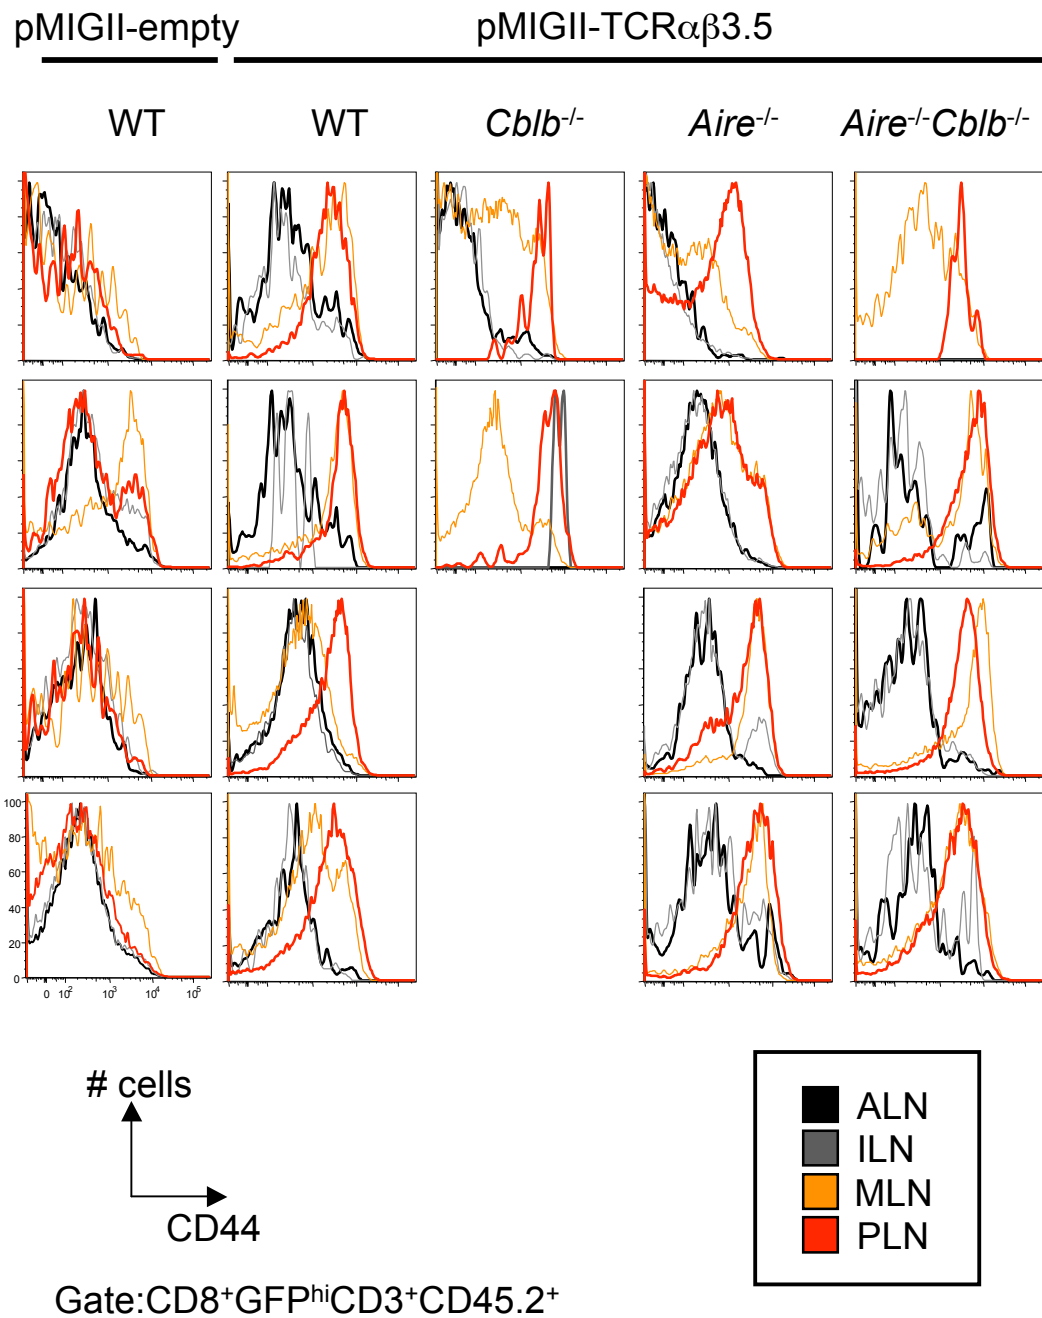 pMIGII-empty pMIGII-TCRαβ3.5
WT WT Cblb-/- Aire-/- Aire-/-Cblb-/-
100
80
60
40
20
0
0 10² 10³ 10⁴ 10⁵
# cells
CD44
ALN
ILN
MLN
PLN
Gate:CD8⁺GFPʰⁱCD3⁺CD45.2⁺